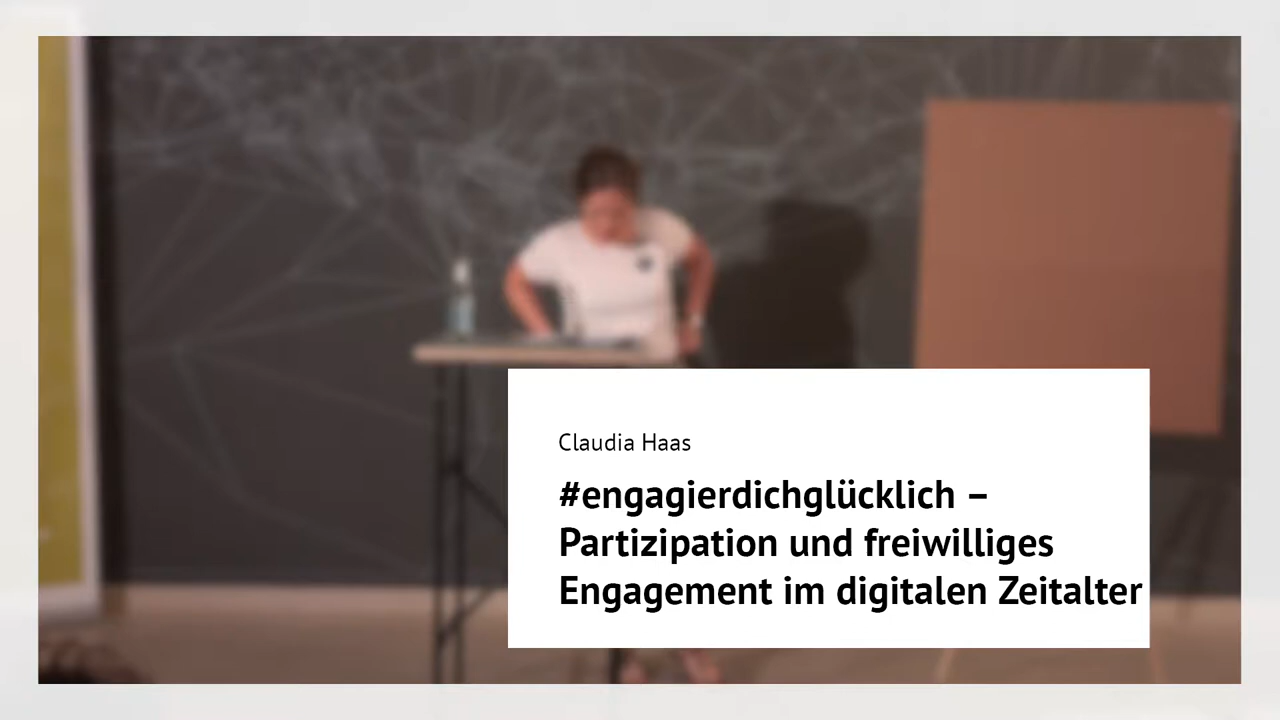 Claudia Haas
#engagierdichglücklich –
Partizipation und freiwilliges
Engagement im digitalen Zeitalter